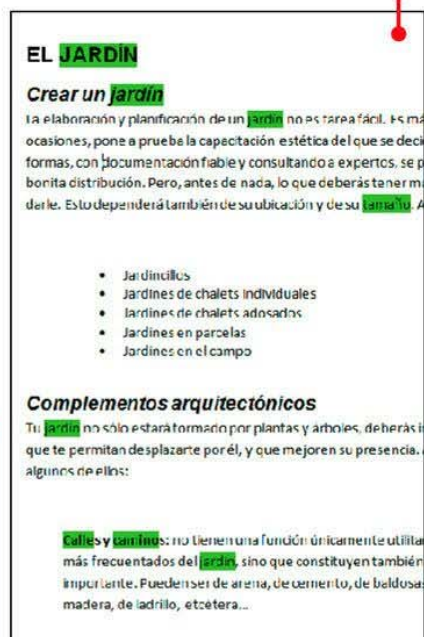 EL JARDÍN
Crear un jardín
La elaboración y planificación de un jardín no es tarea fácil. Es má
ocasiones, pone a prueba la capacitación estética del que se deci
formas, con documentación fiable y consultando a expertos, se p
bonita distribución. Pero, antes de nada, lo que deberás tener m
darle. Esto dependerá también de su ubicación y de su tamaño. A
• Jardincillos
• Jardines de chalets individuales
• Jardines de chalets adosados
• Jardines en parcelas
• Jardines en el campo
Complementos arquitectónicos
Tu jardín no sólo estará formado por plantas y árboles, deberás i
que te permitan desplazarte por él, y que mejoren su presencia.
algunos de ellos:
Calles y caminos: no tienen una función únicamente utilita
más frecuentados del jardín, sino que constituyen también
importante. Pueden ser de arena, de cemento, de baldosa
madera, de ladrillo, etcétera...